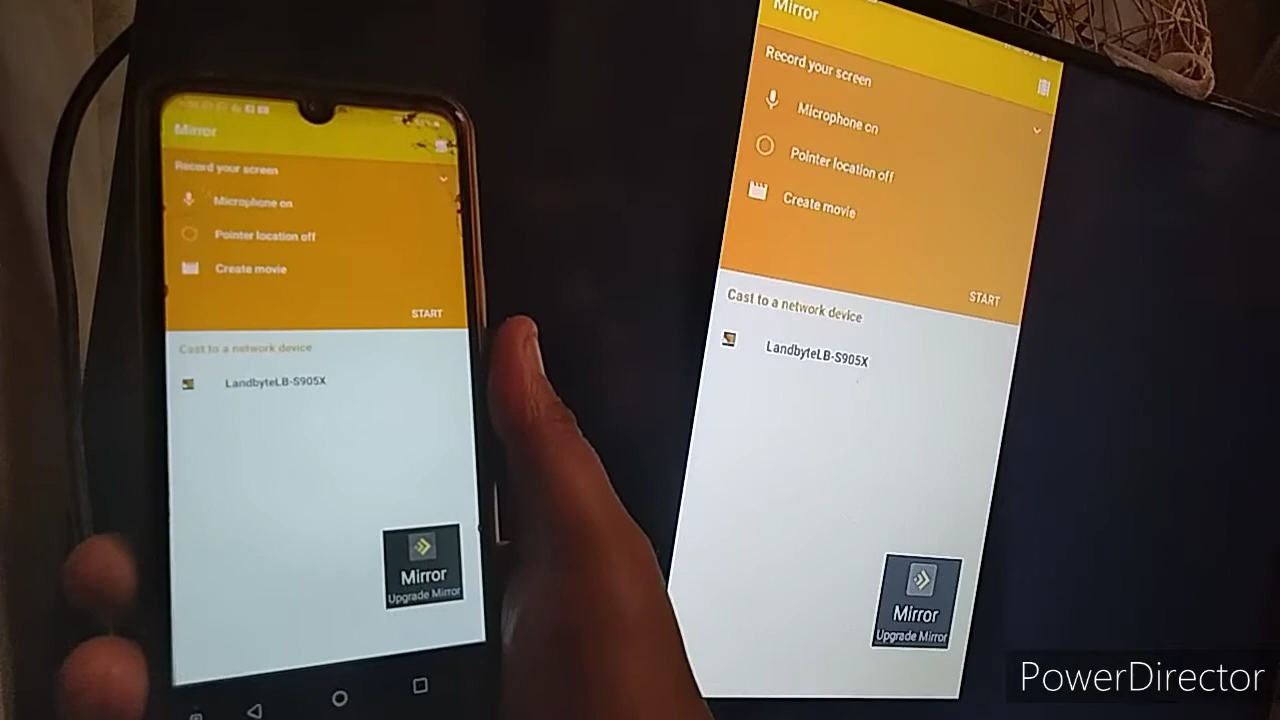 Mirror
Record your screen
Microphone on
Pointer location off
Create movie
START
Cast to a network device
LandbyteLB-S905X
Mirror
Upgrade Mirror
Mirror
Record your screen
Microphone on
Pointer location off
Create movie
START
Cast to a network device
LandbyteLB-S905X
Mirror
Upgrade Mirror
PowerDirector